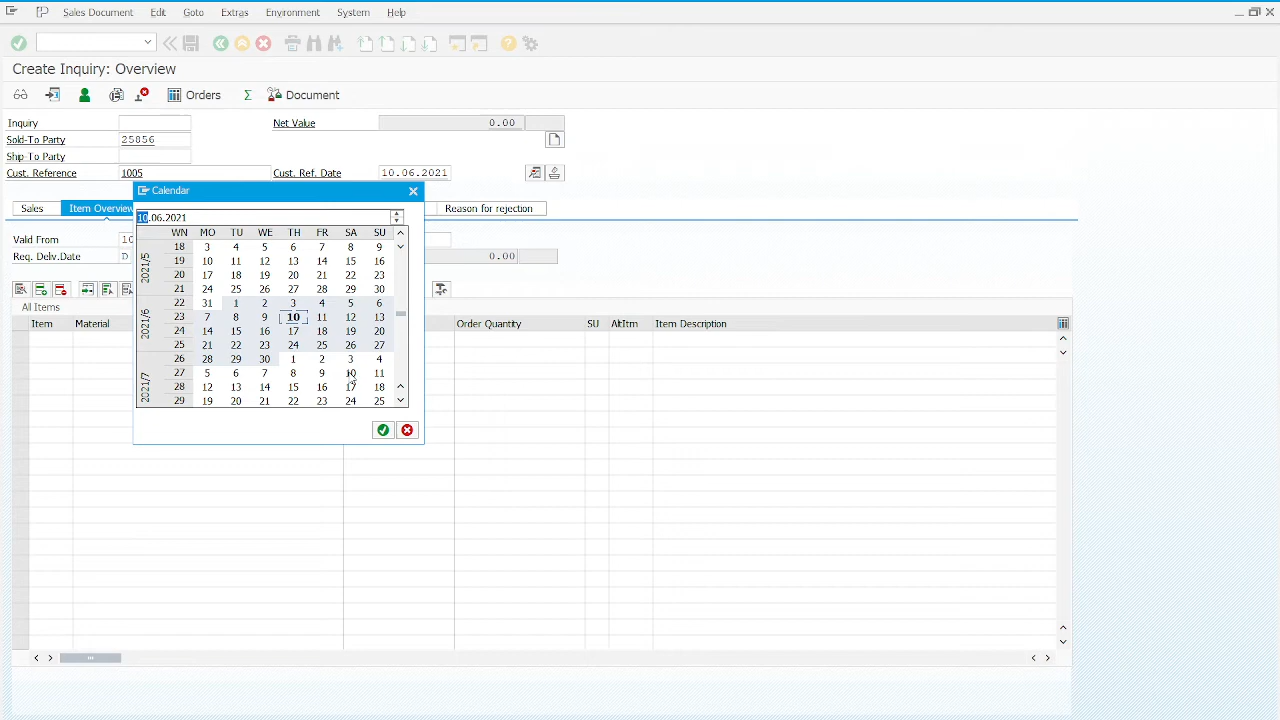 Sales Document Edit Goto Extras Environment System Help
Create Inquiry: Overview
Orders Σ Document
Inquiry Net Value 0.00
Sold-To Party 25056
Ship-To Party
Cust. Reference 1005 Cust. Ref. Date 10.06.2021
Calendar
Sales Item Overview Reason for rejection
10.06.2021
WN MO TU WE TH FR SA SU
Valid From 10
Req. Deliv.Date D 0.00
2021/5
18 3 4 5 6 7 8 9
19 10 11 12 13 14 15 16
20 17 18 19 20 21 22 23
21 24 25 26 27 28 29 30
2021/6
22 31 1 2 3 4 5 6
23 7 8 9 10 11 12 13
24 14 15 16 17 18 19 20
25 21 22 23 24 25 26 27
26 28 29 30 1 2 3 4
2021/7
27 5 6 7 8 9 10 11
28 12 13 14 15 16 17 18
29 19 20 21 22 23 24 25
All Items
Item Material Order Quantity SU AltItm Item Description